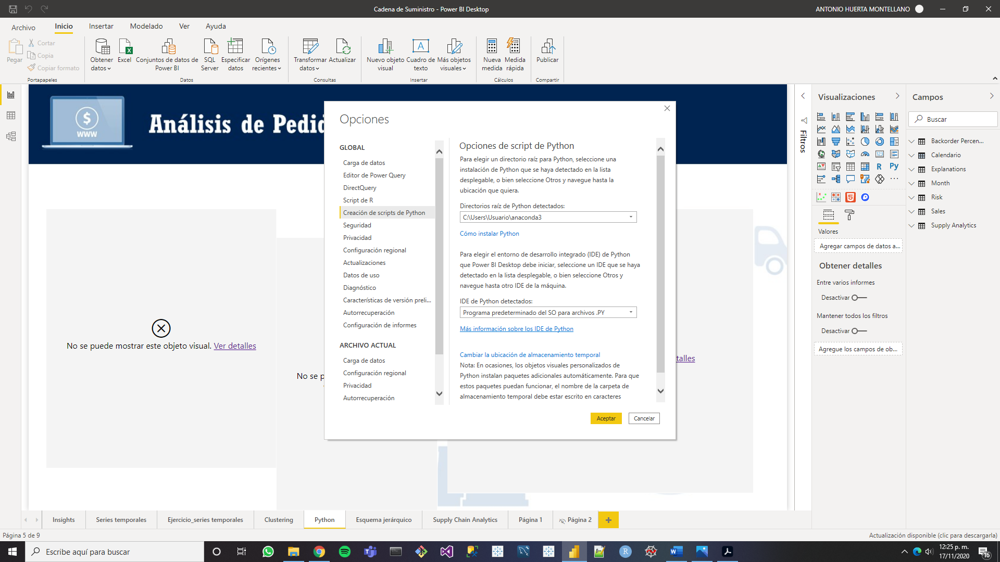 Cadena de Suministro - Power BI Desktop
ANTONIO HUERTA MONTELLANO
Archivo
Inicio
Insertar
Modelado
Ver
Ayuda
Pegar
Cortar
Copia
Copiar formato
Portapapeles
Obtener datos
Excel
Conjuntos de datos de Power BI
SQL Server
Especificar datos
Orígenes recientes
Datos
Transformar datos
Actualizar
Consultas
Nuevo objeto visual
Cuadro de texto
Más objetos visuales
Insertar
Nueva medida
Medida rápida
Cálculos
Publicar
Compartir
$
WWW
Análisis de Pedid
No se puede mostrar este objeto visual. Ver detalles
No se p
talles
Opciones
GLOBAL
Carga de datos
Editor de Power Query
DirectQuery
Script de R
Creación de scripts de Python
Seguridad
Privacidad
Configuración regional
Actualizaciones
Datos de uso
Diagnóstico
Características de versión preli...
Autorrecuperación
Configuración de informes
ARCHIVO ACTUAL
Carga de datos
Configuración regional
Privacidad
Autorrecuperación
Opciones de script de Python
Para elegir un directorio raíz para Python, seleccione una
instalación de Python que se haya detectado en la lista
desplegable, o bien seleccione Otros y navegue hasta la
ubicación que quiera.
Directorios raíz de Python detectados:
C:\Users\Usuario\anaconda3
Cómo instalar Python
Para elegir el entorno de desarrollo integrado (IDE) de Python
que Power BI Desktop debe iniciar, seleccione un IDE que se haya
detectado en la lista desplegable, o bien seleccione Otros y
navegue hasta otro IDE de la máquina.
IDE de Python detectados:
Programa predeterminado del SO para archivos .PY
Más información sobre los IDE de Python
Cambiar la ubicación de almacenamiento temporal
Nota: En ocasiones, los objetos visuales personalizados de
Python instalan paquetes adicionales automáticamente. Para que
estos paquetes puedan funcionar, el nombre de la carpeta de
almacenamiento temporal debe estar escrito en caracteres
Aceptar
Cancelar
Filtros
Visualizaciones
R
Py
Valores
Agregar campos de datos a...
Obtener detalles
Entre varios informes
Desactivar
Mantener todos los filtros
Desactivar
Agregue los campos de ob...
Campos
Buscar
Backorder Percen...
Calendario
Explanations
Month
Risk
Sales
Supply Analytics
Insights
Series temporales
Ejercicio_series temporales
Clustering
Python
Esquema jerárquico
Supply Chain Analytics
Página 1
Página 2
Página 5 de 9
Actualización disponible (clic para descargarla)
Escribe aquí para buscar
12:25 p. m.
17/11/2020
16